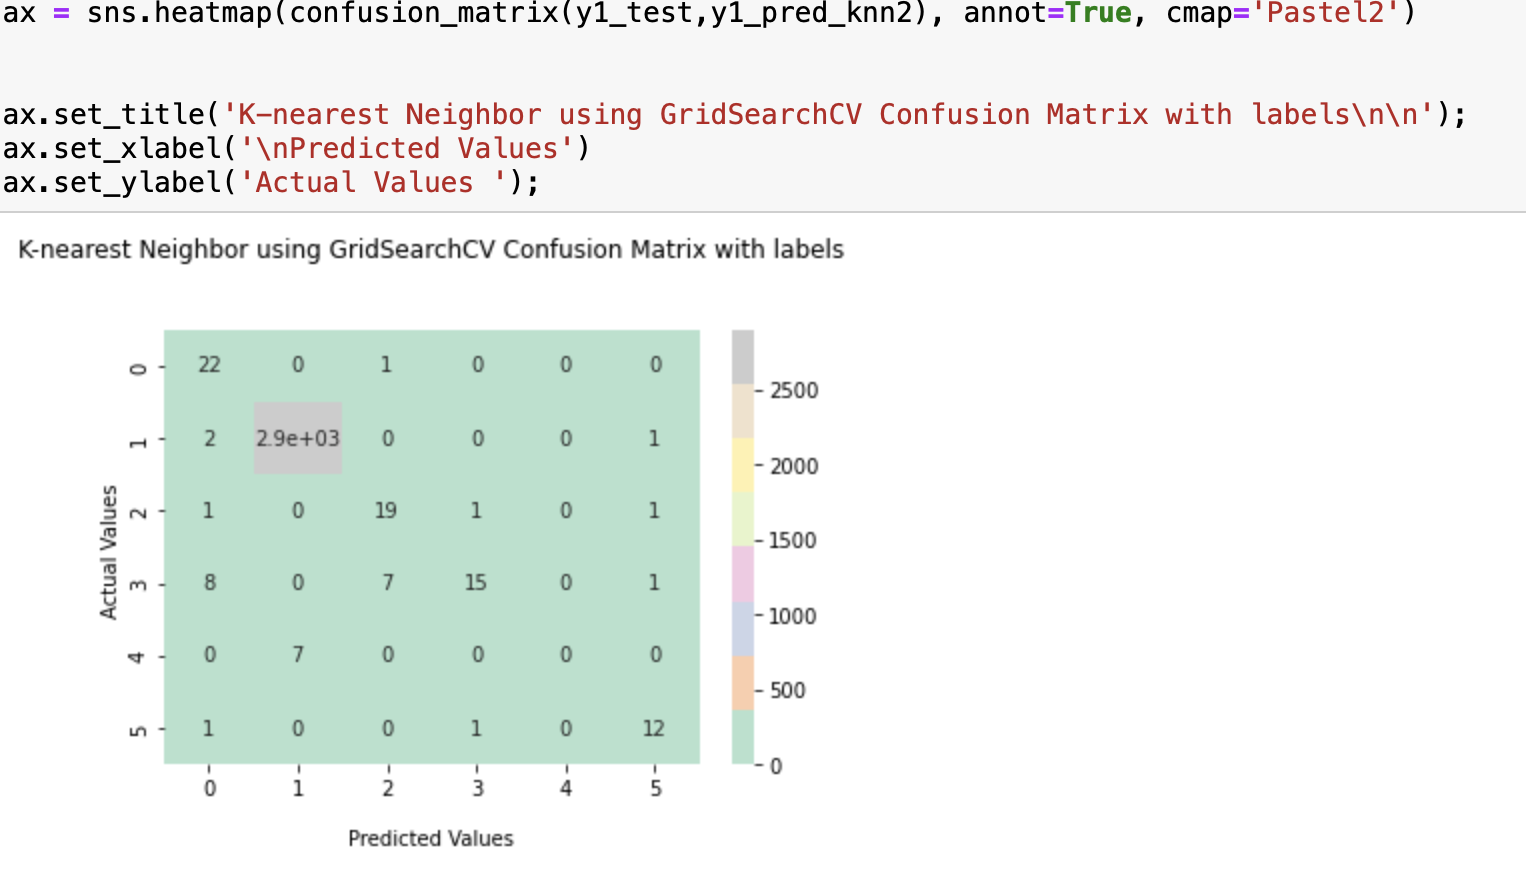 ax = sns.heatmap(confusion_matrix(y1_test,y1_pred_knn2), annot=True, cmap='Pastel2')
ax.set_title('K-nearest Neighbor using GridSearchCV Confusion Matrix with labels\n\n');
ax.set_xlabel('\nPredicted Values')
ax.set_ylabel('Actual Values ');
K-nearest Neighbor using GridSearchCV Confusion Matrix with labels
0 22 0 1 0 0 0
1 2 2.9e+03 0 0 0 1
2 1 0 19 1 0 1
3 8 0 7 15 0 1
4 0 7 0 0 0 0
5 1 0 0 1 0 12
0 1 2 3 4 5
Actual Values
Predicted Values
2500
2000
1500
1000
500
0